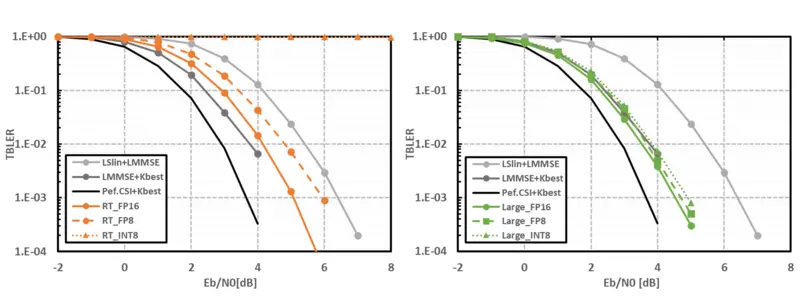 1.E+00
1.E-01
1.E-02
1.E-03
1.E-04
TBLER
LSlin+LMMSE
LMMSE+Kbest
Pef.CSI+Kbest
RT_FP16
RT_FP8
RT_INT8
-2 0 2 4 6 8
Eb/N0[dB]
1.E+00
1.E-01
1.E-02
1.E-03
1.E-04
TBLER
LSlin+LMMSE
LMMSE+Kbest
Pef.CSI+Kbest
Large_FP16
Large_FP8
Large_INT8
-2 0 2 4 6 8
Eb/N0 [dB]